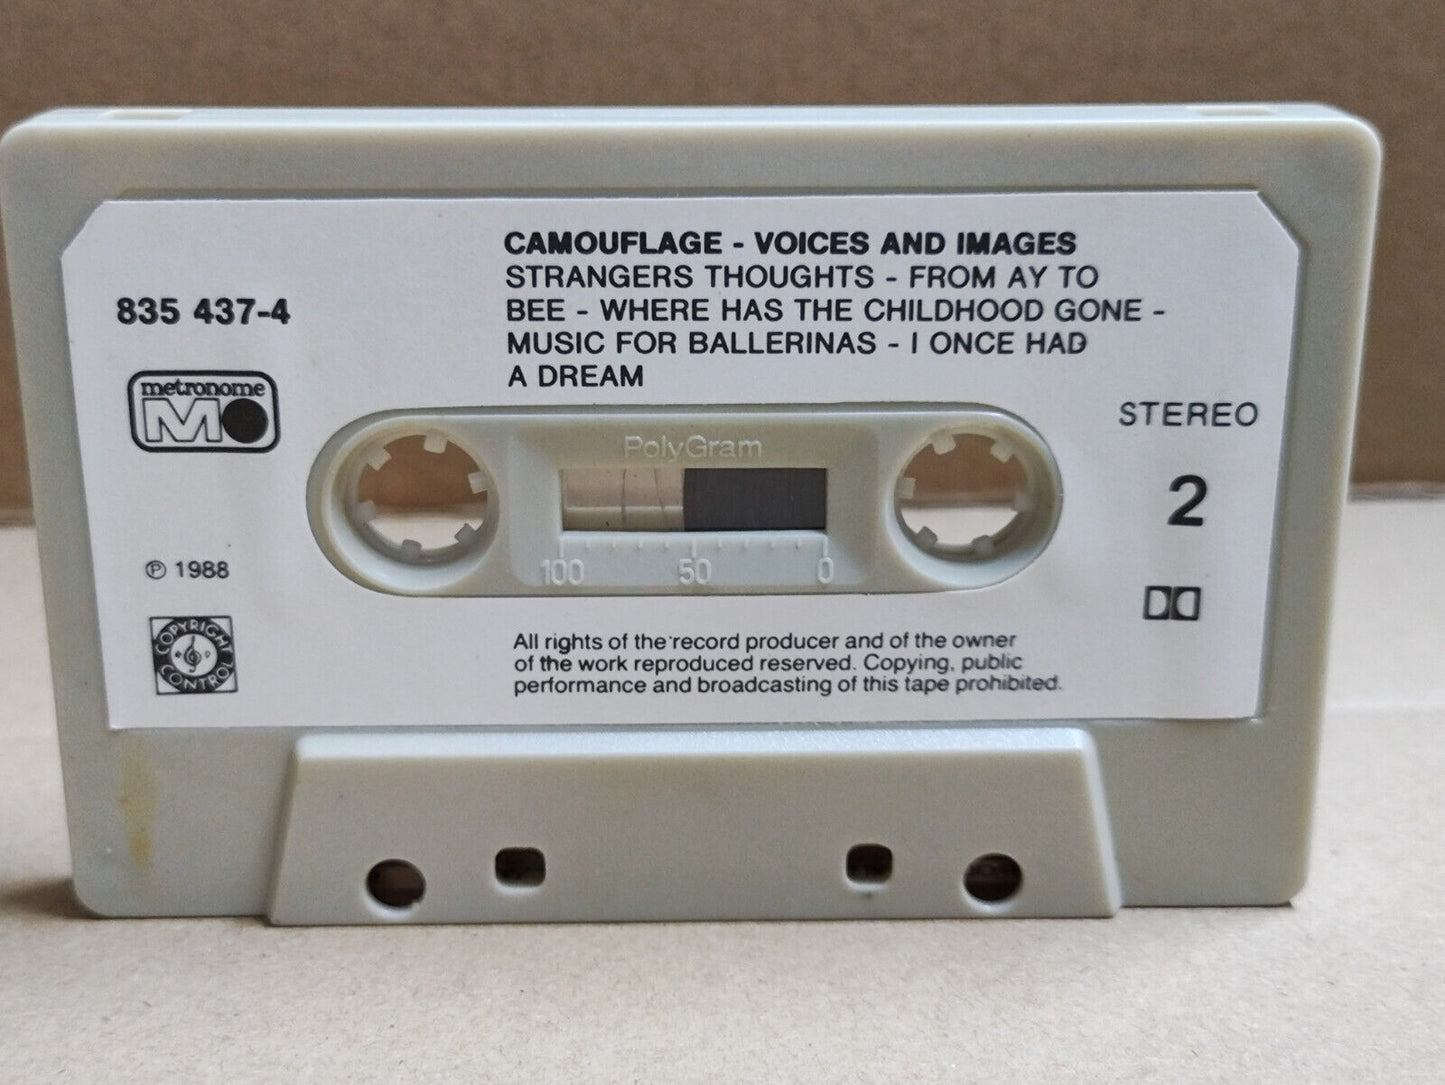 CAMOUFLAGE - VOICES AND IMAGES
STRANGERS THOUGHTS - FROM AY TO
BEE - WHERE HAS THE CHILDHOOD GONE -
MUSIC FOR BALLERINAS - I ONCE HAD
A DREAM
835 437-4
metronome
M
STEREO
PolyGram
2
100 50 0
℗ 1988
COPYRIGHT
CONTROL
All rights of the record producer and of the owner
of the work reproduced reserved. Copying, public
performance and broadcasting of this tape prohibited.